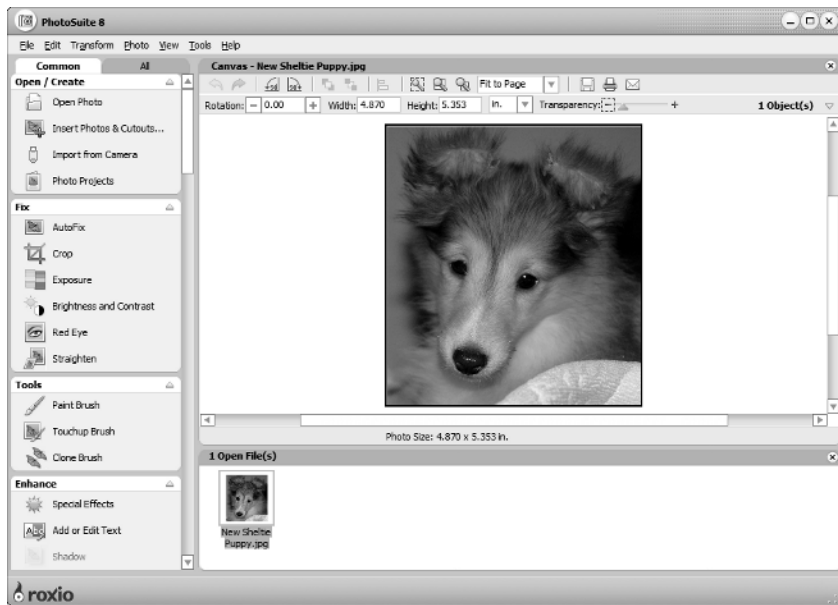 PhotoSuite 8
File Edit Transform Photo View Tools Help
Common All
Open / Create
Open Photo
Insert Photos & Cutouts...
Import from Camera
Photo Projects
Fix
AutoFix
Crop
Exposure
Brightness and Contrast
Red Eye
Straighten
Tools
Paint Brush
Touchup Brush
Clone Brush
Enhance
Special Effects
Add or Edit Text
Shadow
Canvas - New Sheltie Puppy.jpg
Fit to Page
Rotation: 0.00 Width: 4.870 Height: 5.353 in. Transparency: 1 Object(s)
Photo Size: 4.870 x 5.353 in.
1 Open File(s)
New Sheltie
Puppy.jpg
roxio